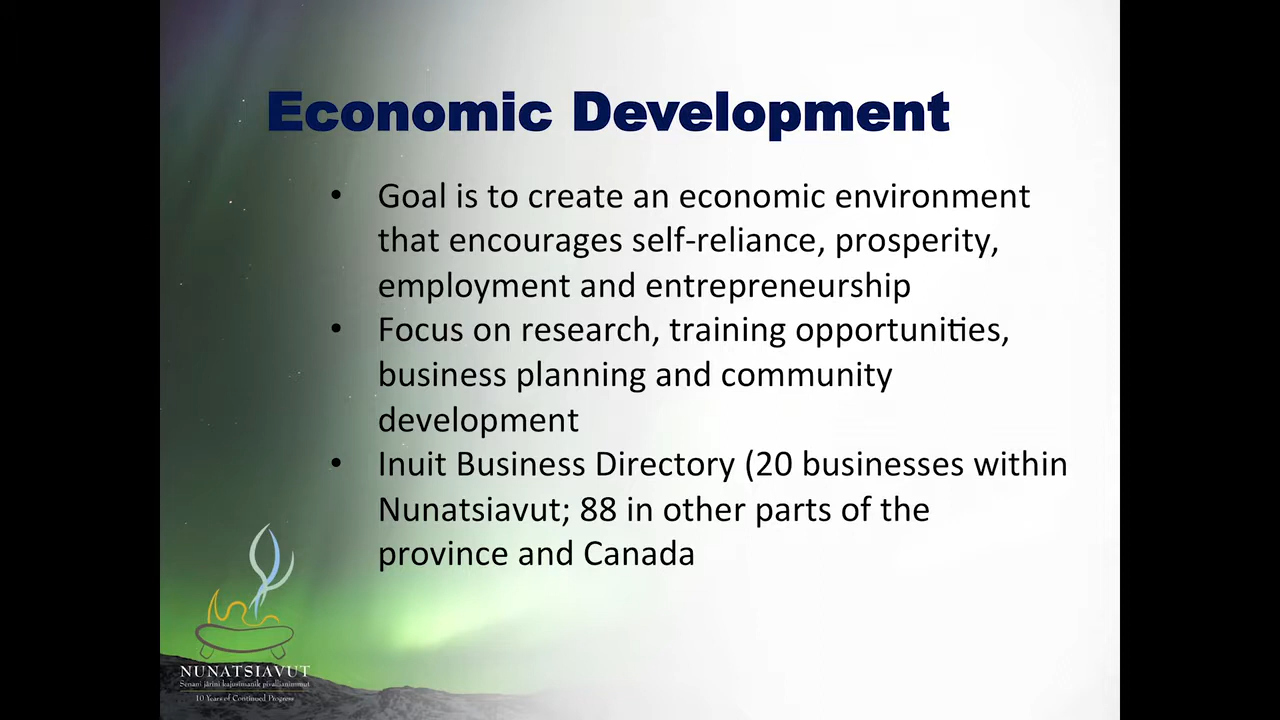 Economic Development
• Goal is to create an economic environment
that encourages self-reliance, prosperity,
employment and entrepreneurship
• Focus on research, training opportunities,
business planning and community
development
• Inuit Business Directory (20 businesses within
Nunatsiavut; 88 in other parts of the
province and Canada
NUNATSIAVUT
10 Years of Continued Progress